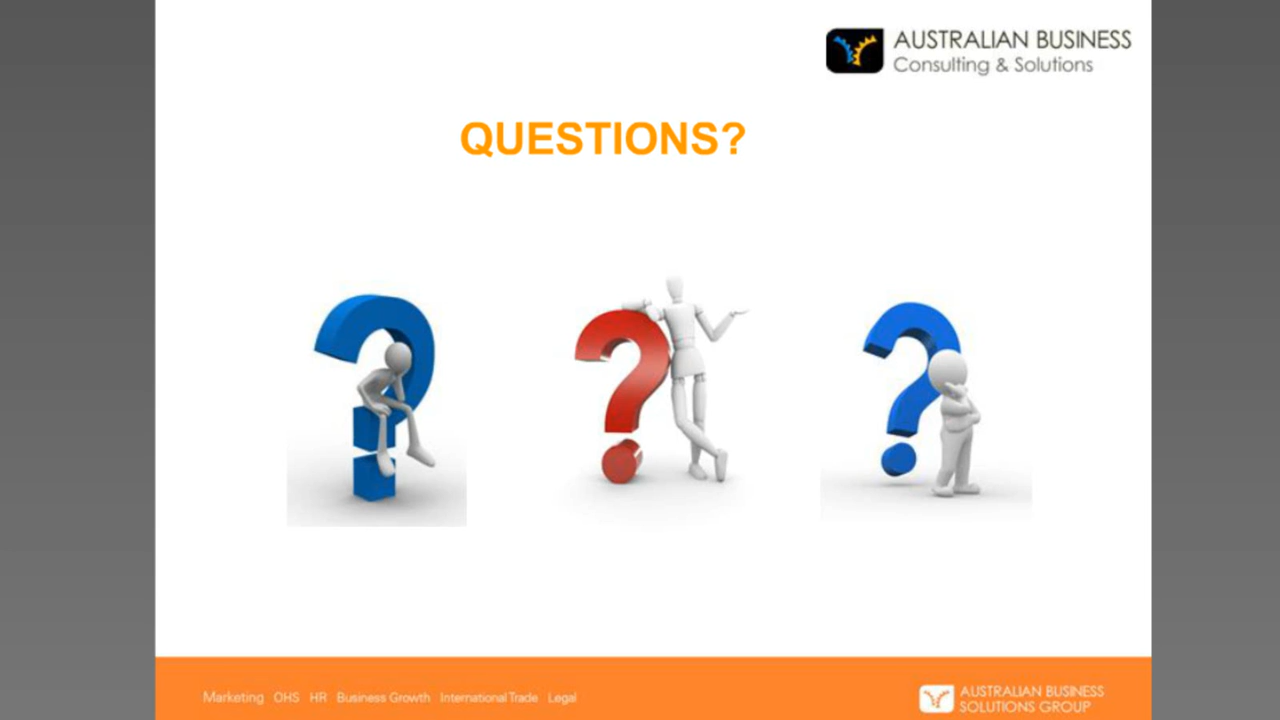 AUSTRALIAN BUSINESS
Consulting & Solutions
QUESTIONS?
Marketing OHS HR Business Growth International Trade Legal
AUSTRALIAN BUSINESS
SOLUTIONS GROUP